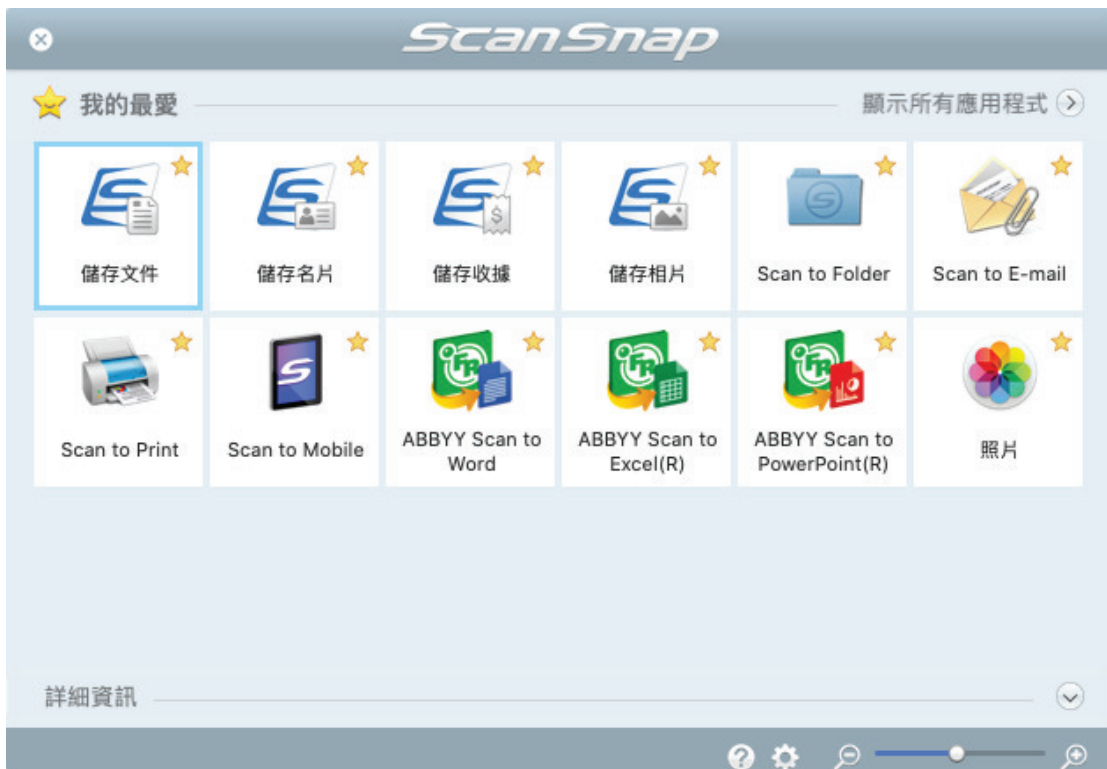 ScanSnap
我的最愛
顯示所有應用程式
儲存文件
儲存名片
儲存收據
儲存相片
Scan to Folder
Scan to E-mail
Scan to Print
Scan to Mobile
ABBYY Scan to
Word
ABBYY Scan to
Excel(R)
ABBYY Scan to
PowerPoint(R)
照片
詳細資訊